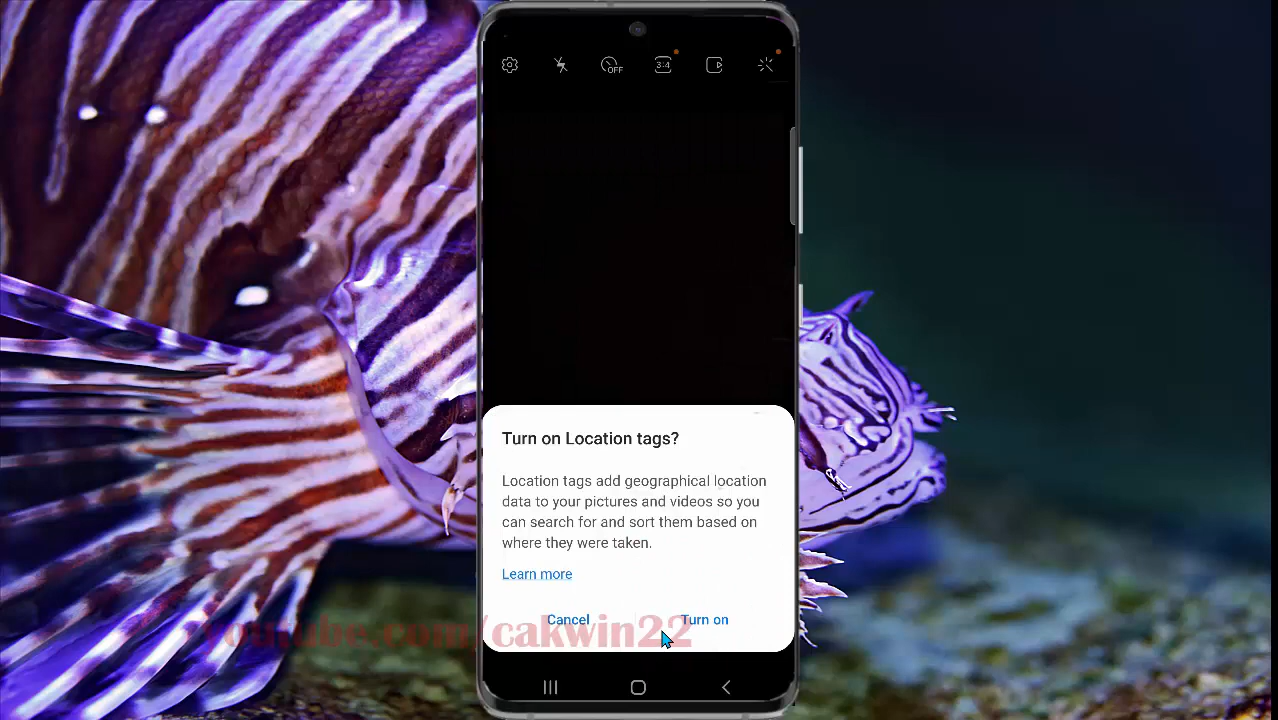 OFF
3:4
Turn on Location tags?
Location tags add geographical location
data to your pictures and videos so you
can search for and sort them based on
where they were taken.
Learn more
Cancel
Turn on
youtube.com/cakwin22